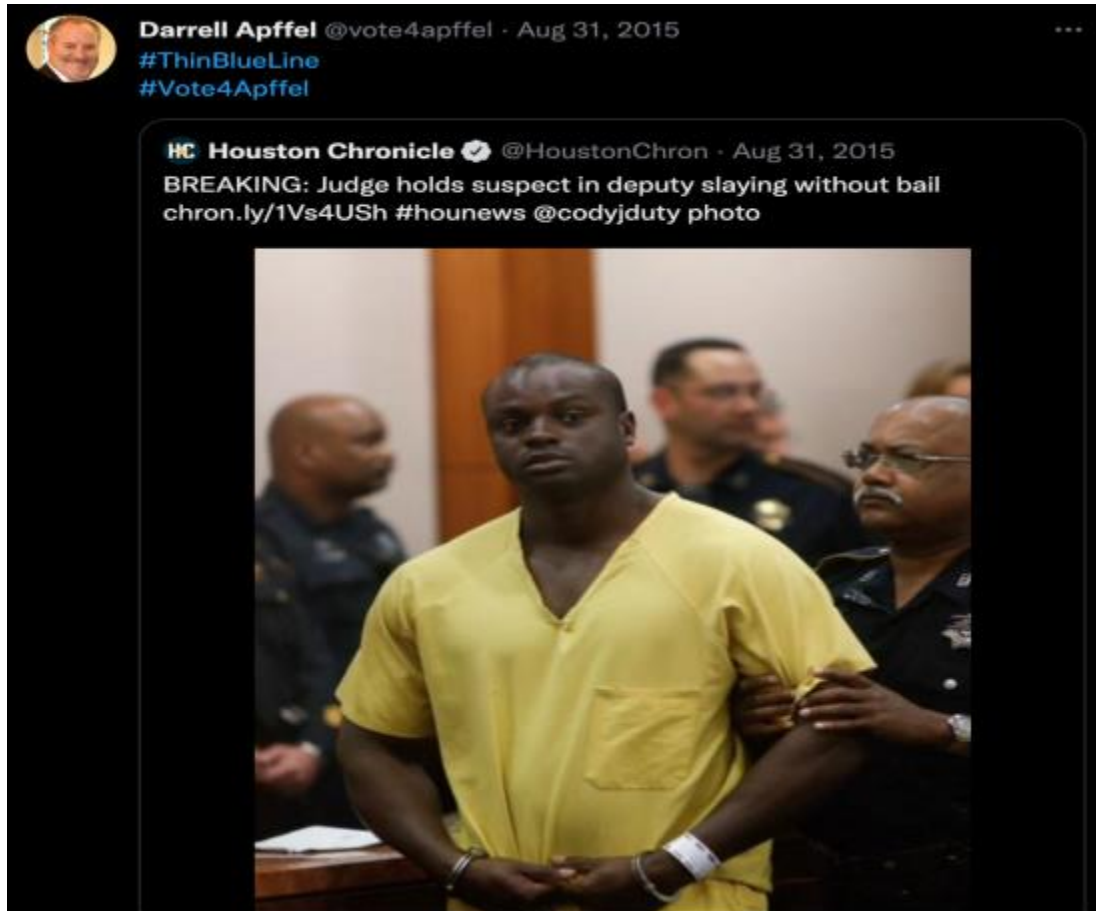 Darrell Apffel @vote4apffel · Aug 31, 2015
#ThinBlueLine
#Vote4Apffel
HC Houston Chronicle @HoustonChron · Aug 31, 2015
BREAKING: Judge holds suspect in deputy slaying without bail
chron.ly/1Vs4USh #hounews @codyjduty photo